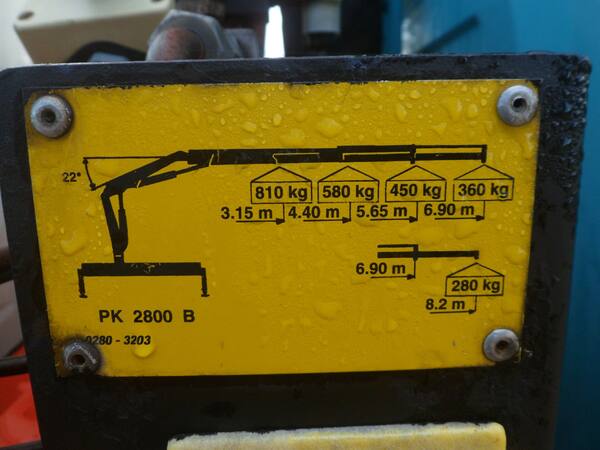 22°
810 kg 580 kg 450 kg 360 kg
3.15 m 4.40 m 5.65 m 6.90 m
6.90 m
280 kg
8.2 m
PK 2800 B
0280 - 3203